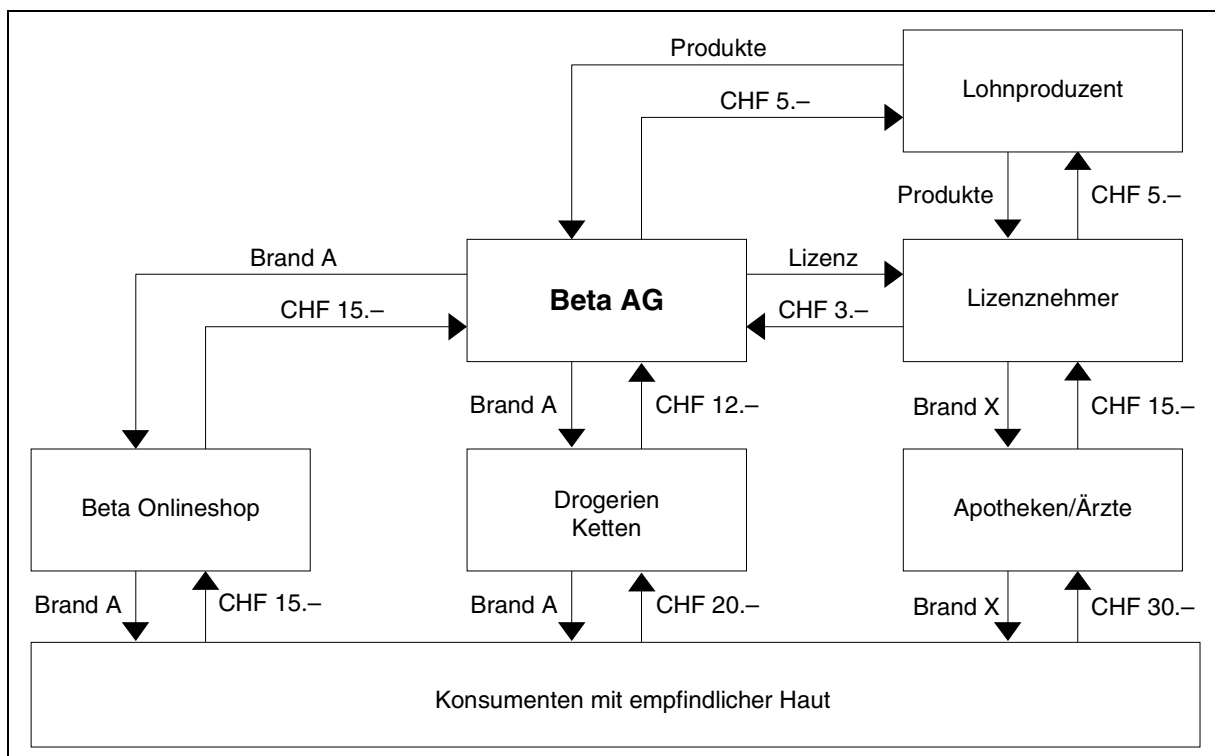 Produkte
Lohnproduzent
CHF 5.–
Produkte
CHF 5.–
Brand A
Beta AG
Lizenz
Lizenznehmer
CHF 15.–
CHF 3.–
Brand A
CHF 12.–
Brand X
CHF 15.–
Beta Onlineshop
Drogerien
Ketten
Apotheken/Ärzte
Brand A
CHF 15.–
Brand A
CHF 20.–
Brand X
CHF 30.–
Konsumenten mit empfindlicher Haut